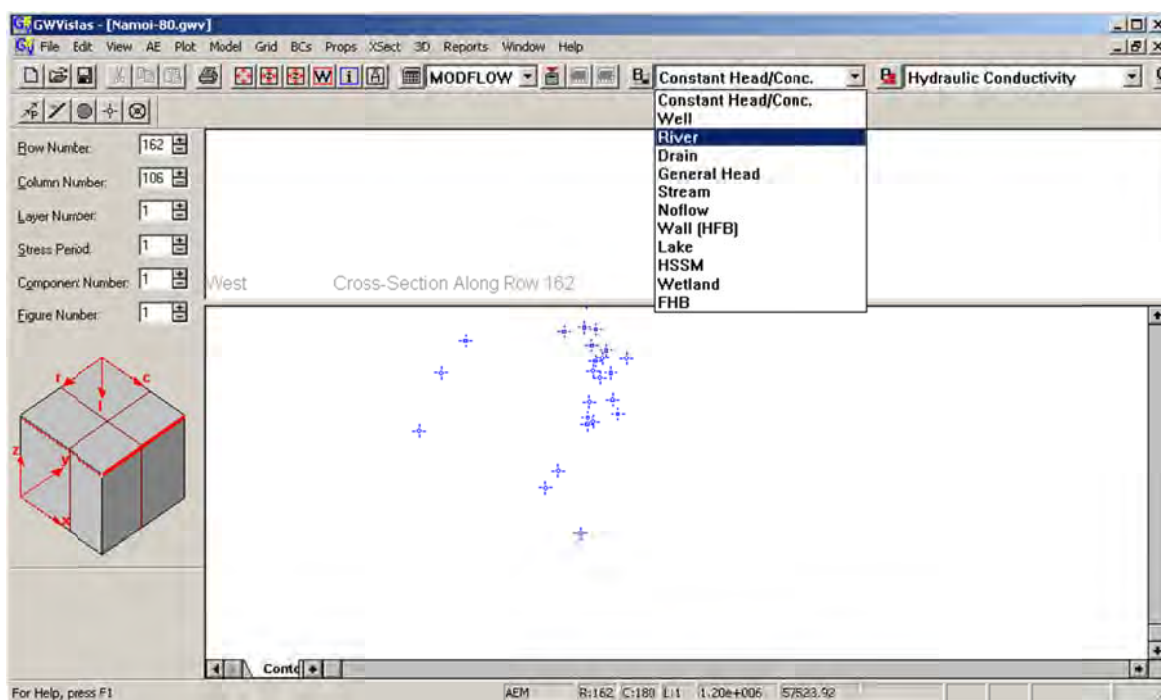 GWVistas - [Namoi-80.gwv]
File Edit View AE Plot Model Grid BCs Props XSect 3D Reports Window Help
W i A MODFLOW Constant Head/Conc. Hydraulic Conductivity
Constant Head/Conc.
Well
River
Drain
General Head
Stream
Noflow
Wall (HFB)
Lake
HSSM
Wetland
FHB
Row Number: 162
Column Number: 106
Layer Number: 1
Stress Period: 1
Component Number: 1
Figure Number: 1
West Cross-Section Along Row 162
r c
l
z y
x
Conto
For Help, press F1 AEM R:162 C:180 L:1 1.20e+006 57523.92